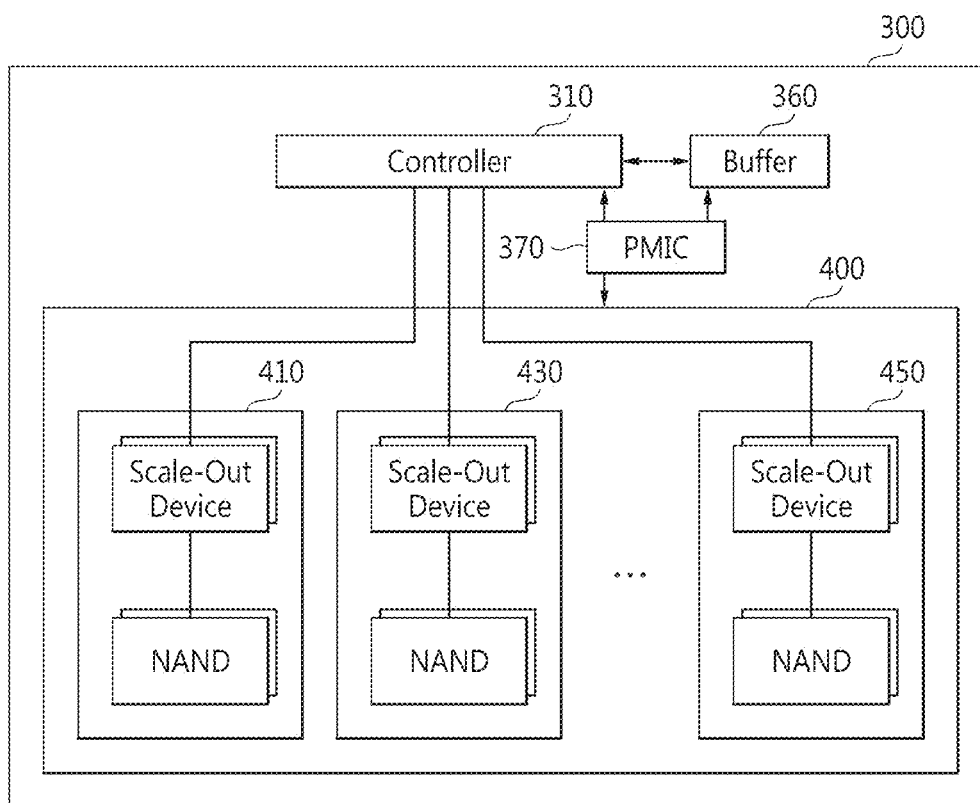 300
310
360
Controller
Buffer
370
PMIC
400
410
430
450
Scale-Out
Device
Scale-Out
Device
Scale-Out
Device
...
NAND
NAND
NAND